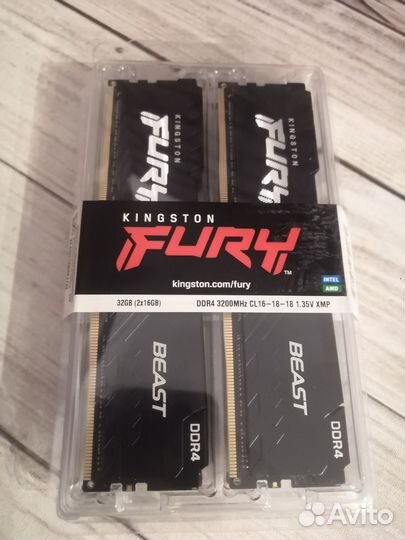 KINGSTON
FURY
KINGSTON
FURY
KINGSTON
FURY™
kingston.com/fury
INTEL
AMD
32GB (2x16GB)
DDR4 3200MHz CL16-18-18 1.35V XMP
BEAST
DDR4
BEAST
DDR4
Avito